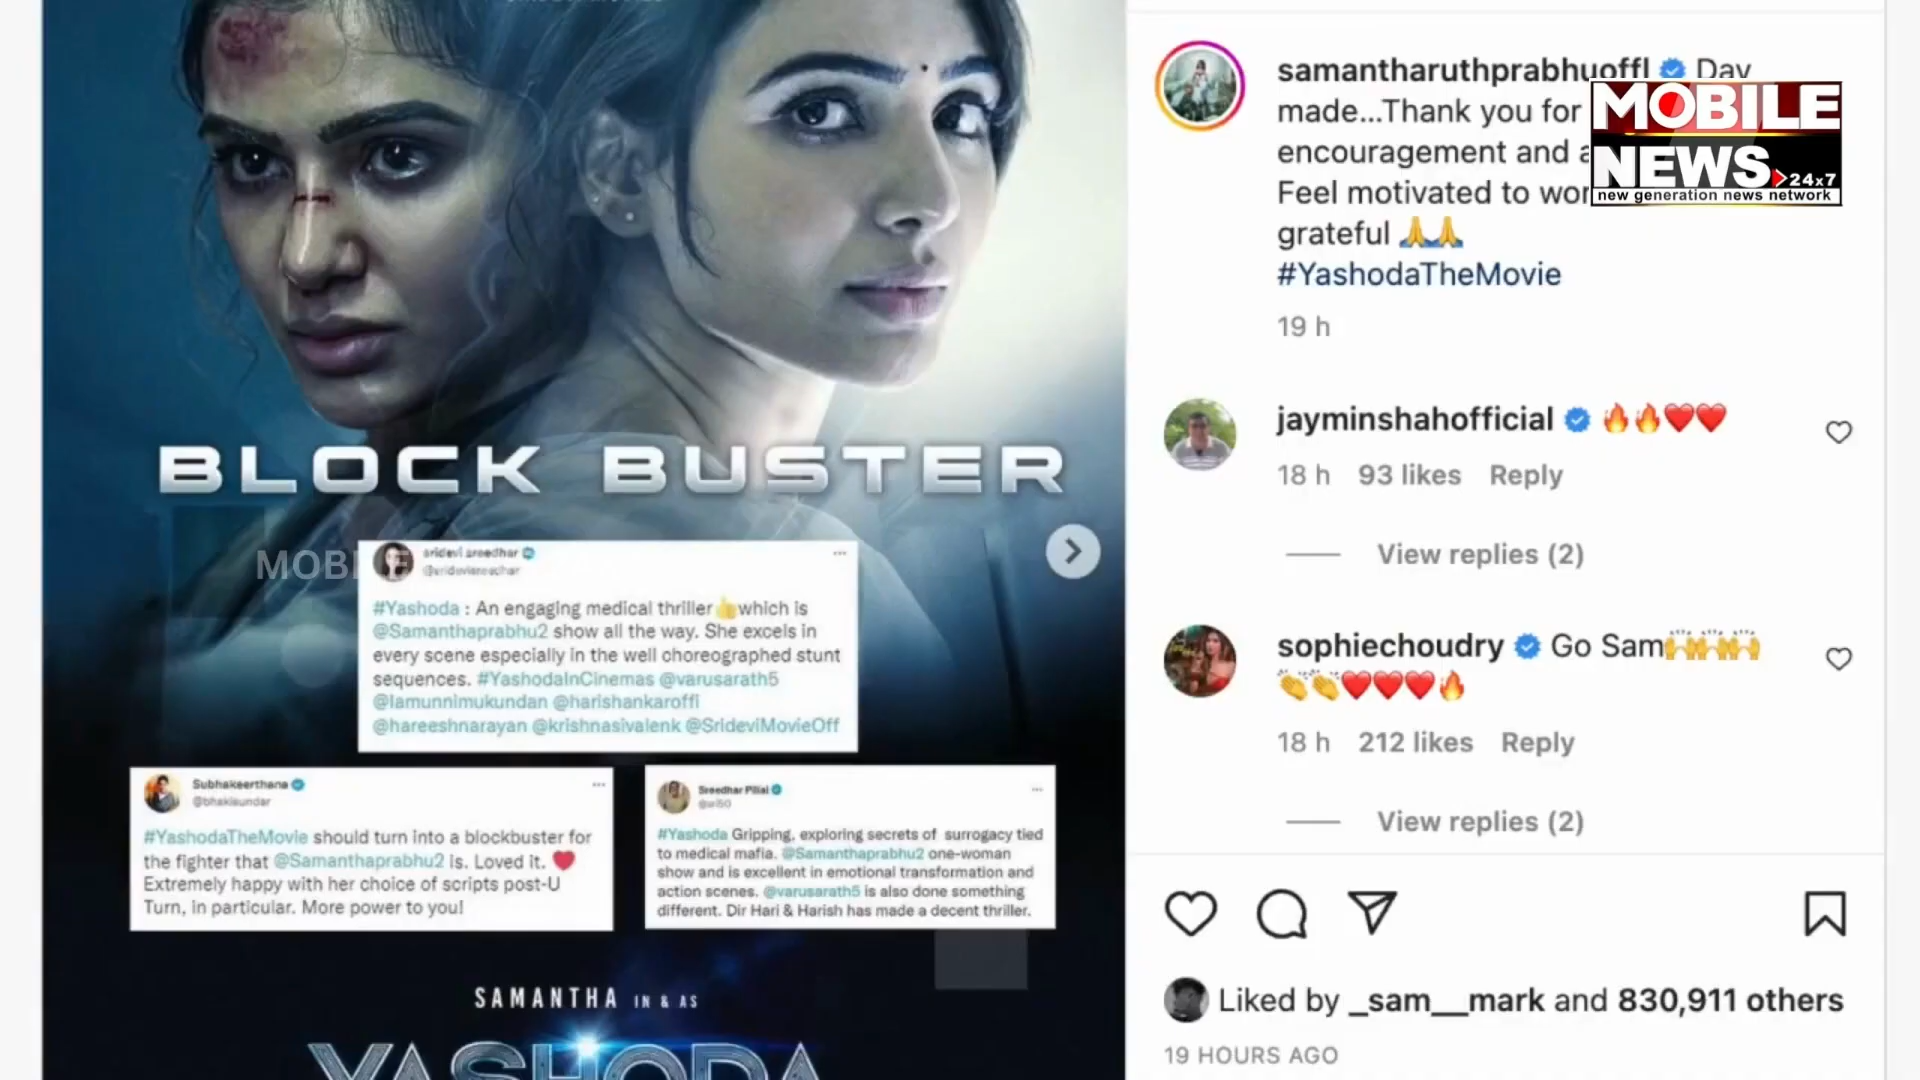 BLOCK BUSTER
sridevi sreedhar
@sridevisreedhar
#Yashoda : An engaging medical thriller👍which is
@Samanthaprabhu2 show all the way. She excels in
every scene especially in the well choreographed stunt
sequences. #YashodaInCinemas @varusarath5
@Iamunnimukundan @harishankaroffi
@hareeshnarayan @krishnasivalenk @SrideviMovieOff
Subhakeerthana
@bhakisundar
#YashodaTheMovie should turn into a blockbuster for
the fighter that @Samanthaprabhu2 is. Loved it. ❤️
Extremely happy with her choice of scripts post-U
Turn, in particular. More power to you!
Sreedhar Pillai
@sri50
#Yashoda Gripping, exploring secrets of surrogacy tied
to medical mafia. @Samanthaprabhu2 one-woman
show and is excellent in emotional transformation and
action scenes. @varusarath5 is also done something
different. Dir Hari & Harish has made a decent thriller.
SAMANTHA IN & AS
YASHODA
samantharuthprabhuoffl Day
made...Thank you for
encouragement and
Feel motivated to
grateful 🙏🙏
#YashodaTheMovie
19 h
MOBILE
NEWS 24x7
new generation news network
jayminshahofficial 🔥🔥❤️❤️
18 h 93 likes Reply
View replies (2)
sophiechoudry Go Sam🙌🙌🙌
👏👏❤️❤️❤️🔥
18 h 212 likes Reply
View replies (2)
Liked by _sam__mark and 830,911 others
19 HOURS AGO